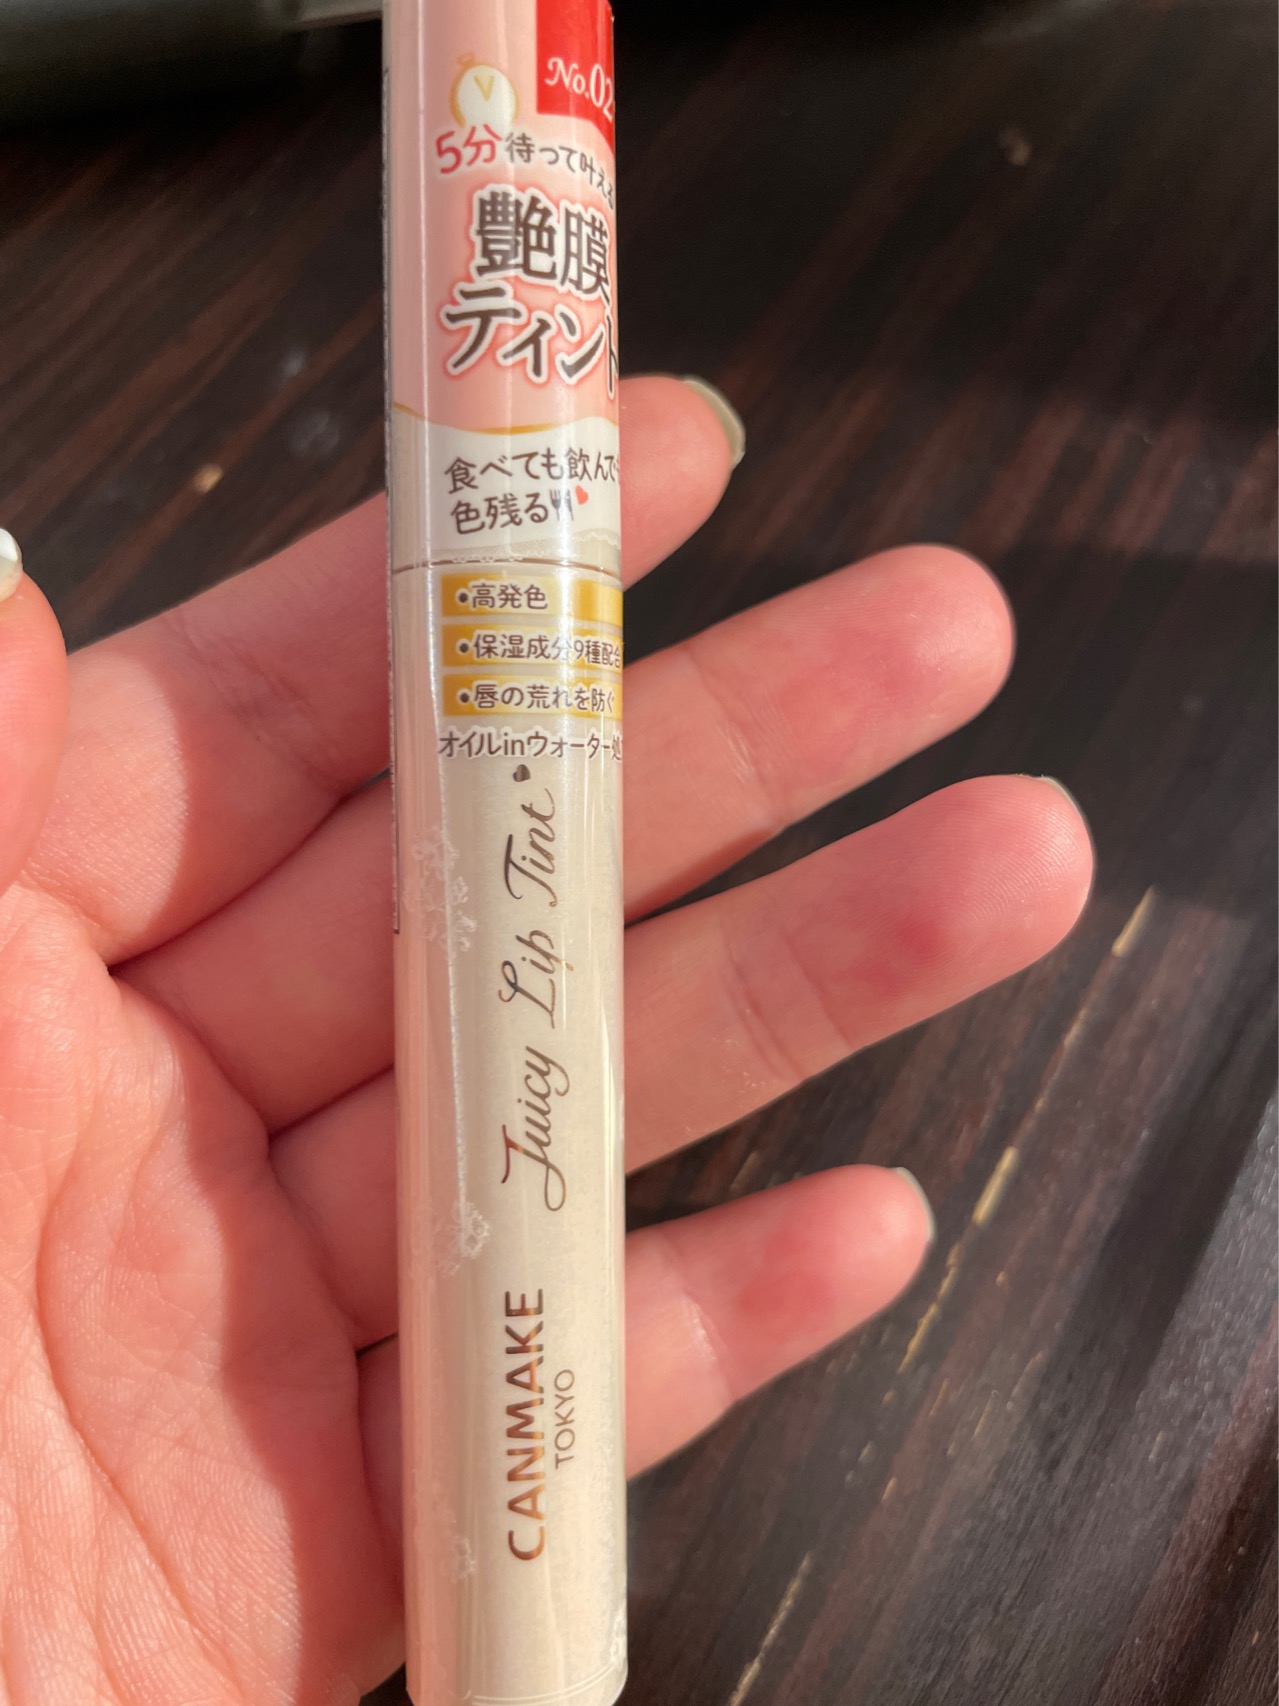 No.02
5分待って叶える
艶膜
ティント
食べても飲んでも
色残る
•高発色
•保湿成分9種配合
•唇の荒れを防ぐ
オイルinウォーター処
Juicy Lip Tint
CANMAKE
TOKYO